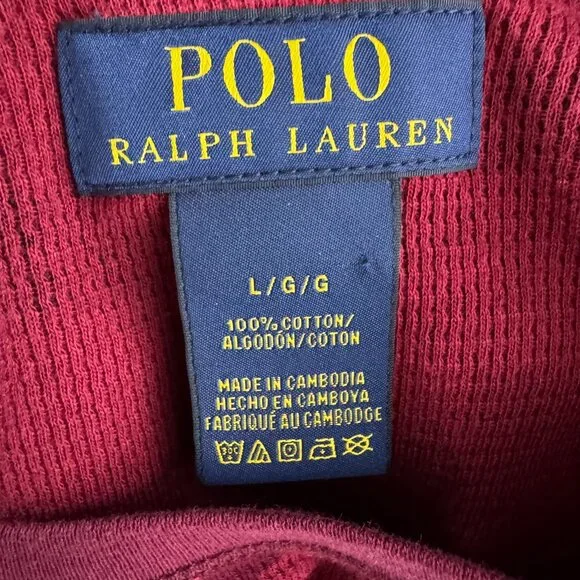 POLO
RALPH LAUREN
L/G/G
100% COTTON/
ALGODÓN/COTON
MADE IN CAMBODIA
HECHO EN CAMBOYA
FABRIQUÉ AU CAMBODGE